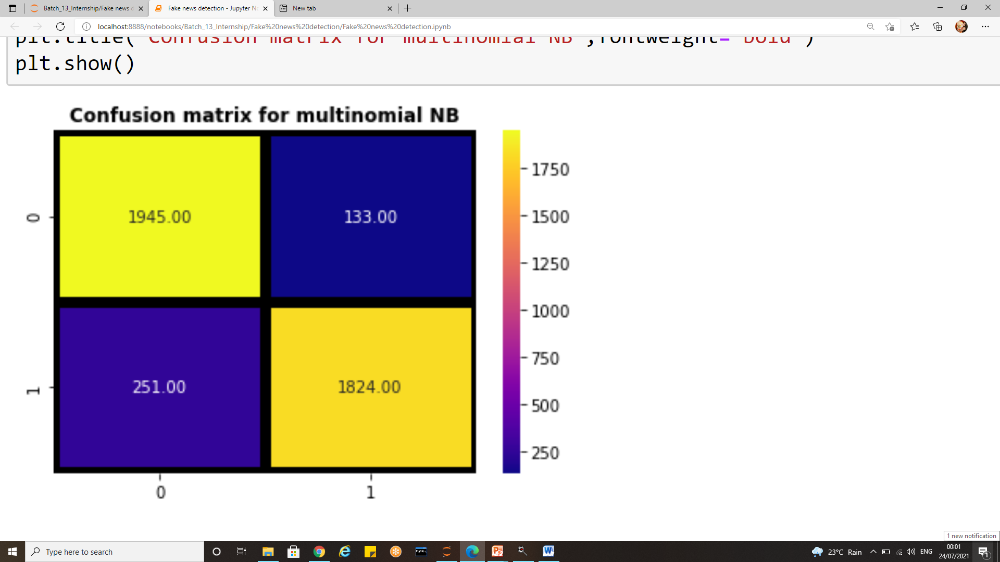 Batch_13_Internship/Fake news d
Fake news detection - Jupyter No
New tab
localhost:8888/notebooks/Batch_13_Internship/Fake%20news%20detection/Fake%20news%20detection.ipynb
plt.title('Confusion matrix for multinomial NB',fontweight='bold')
plt.show()
Confusion matrix for multinomial NB
1945.00 133.00
251.00 1824.00
0
1
0 1
1750
1500
1250
1000
750
500
250
1 new notification
Type here to search
23°C Rain
ENG
00:01
24/07/2021
1